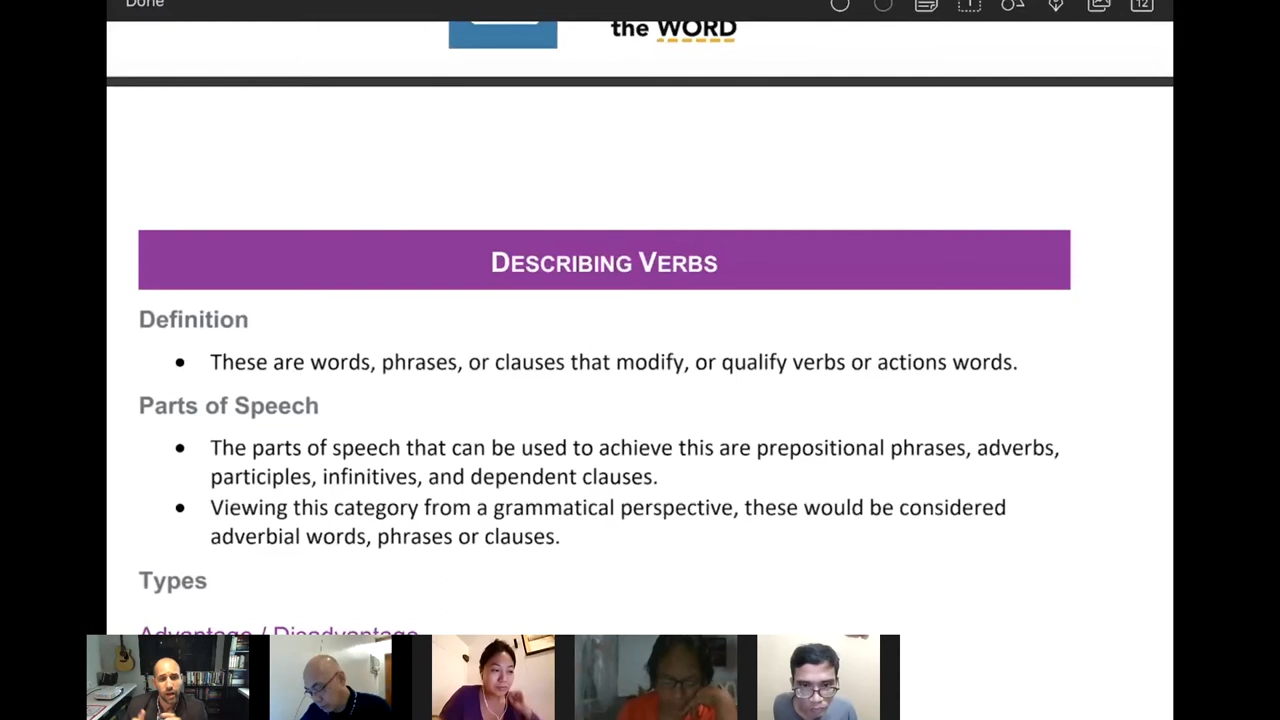 Done
12
the WORD
DESCRIBING VERBS
Definition
• These are words, phrases, or clauses that modify, or qualify verbs or actions words.
Parts of Speech
• The parts of speech that can be used to achieve this are prepositional phrases, adverbs,
participles, infinitives, and dependent clauses.
• Viewing this category from a grammatical perspective, these would be considered
adverbial words, phrases or clauses.
Types
Advantage / Disadvantage